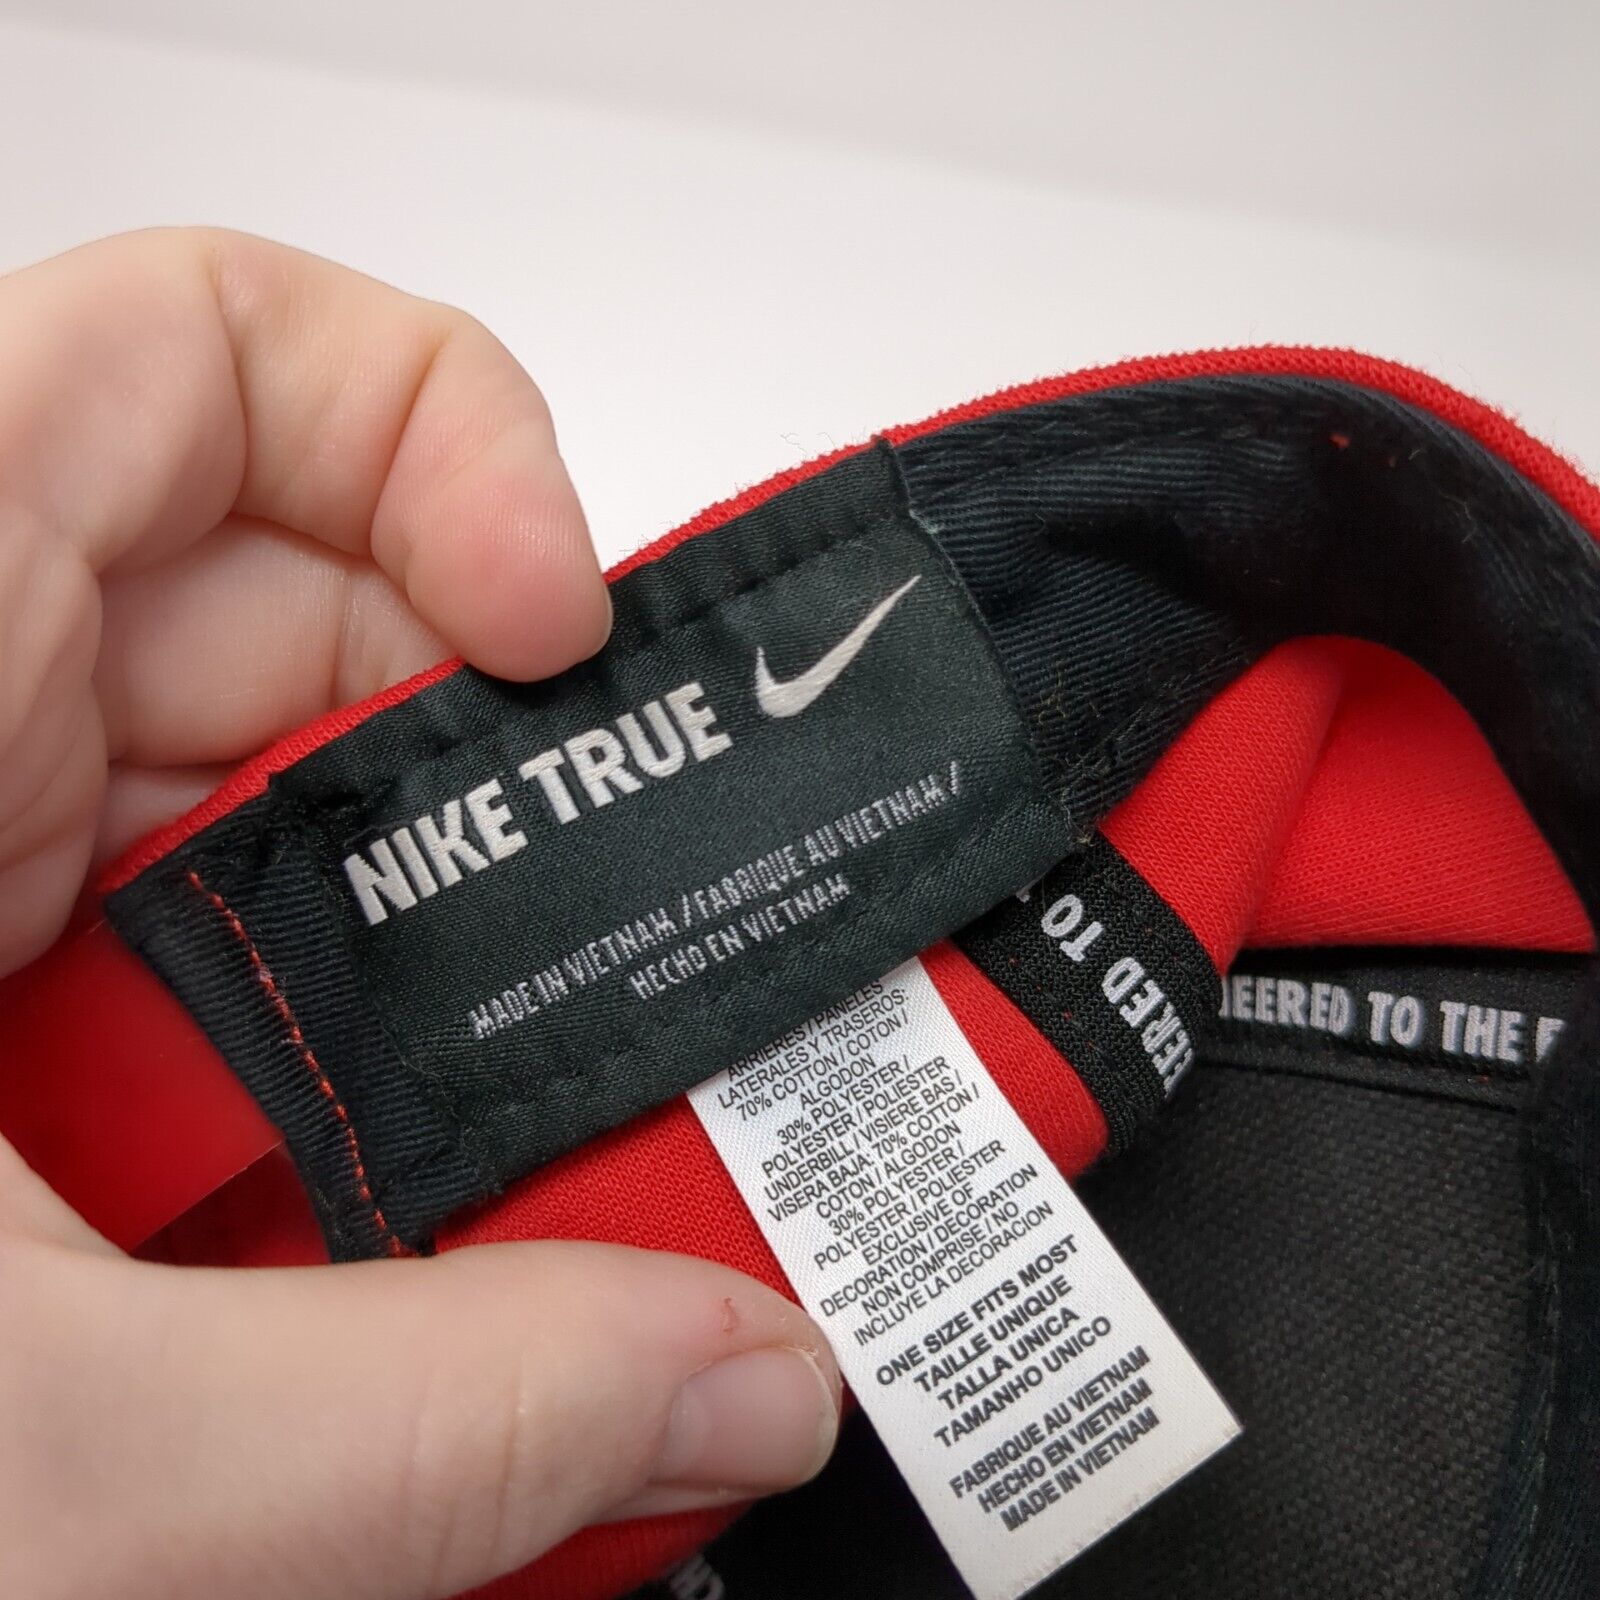 NIKE TRUE
MADE IN VIETNAM / FABRIQUE AU VIETNAM /
HECHO EN VIETNAM
ARRIÈRES / PANELES
LATERALES Y TRASEROS:
70% COTTON / COTON /
ALGODON
30% POLYESTER /
POLYESTER / POLIESTER
UNDERBILL / VISIERE BAS /
VISERA BAJA: 70% COTTON /
COTON / ALGODON
30% POLYESTER /
POLYESTER / POLIESTER
EXCLUSIVE OF
DECORATION / DECORATION
NON COMPRISE / NO
INCLUYE LA DECORACION
ONE SIZE FITS MOST
TAILLE UNIQUE
TALLA UNICA
TAMANHO UNICO
FABRIQUE AU VIETNAM
HECHO EN VIETNAM
MADE IN VIETNAM
EERED TO
NEERED TO THE